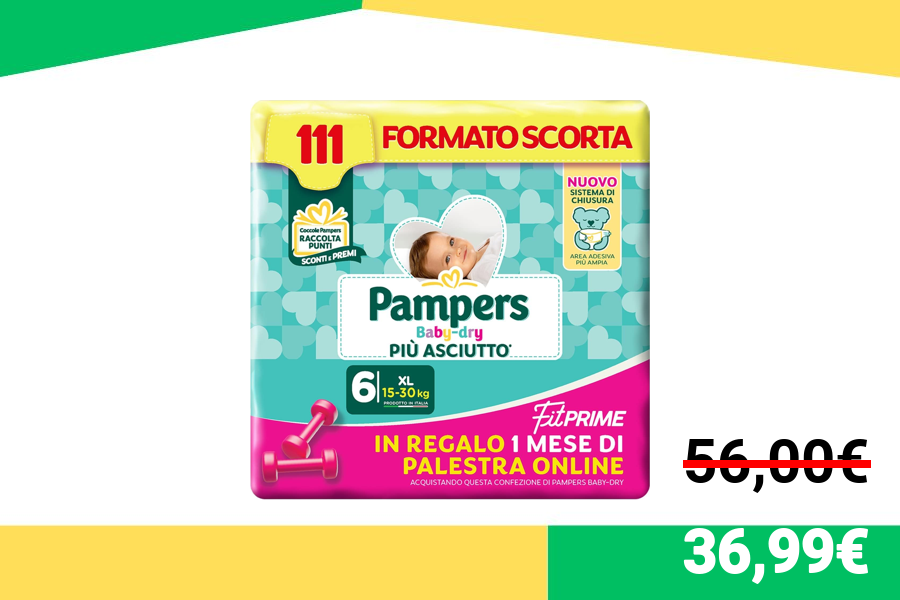 111
FORMATO SCORTA
Coccole Pampers
RACCOLTA
PUNTI
SCONTI E PREMI
NUOVO
SISTEMA DI
CHIUSURA
AREA ADESIVA
PIÙ AMPIA
Pampers
Baby-dry
PIÙ ASCIUTTO*
6
XL
15-30 kg
PRODOTTO IN ITALIA
FitPRIME
IN REGALO 1 MESE DI
PALESTRA ONLINE
ACQUISTANDO QUESTA CONFEZIONE DI PAMPERS BABY-DRY
56,00€
36,99€